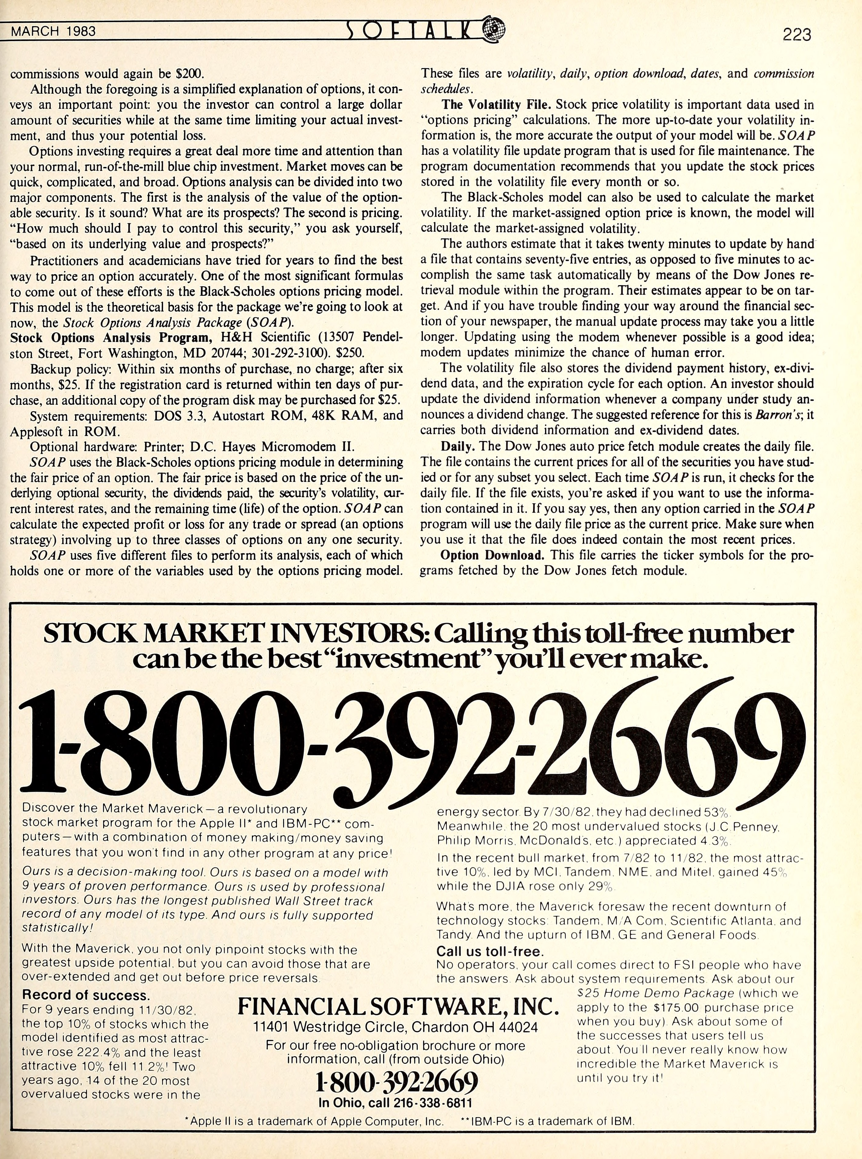 MARCH 1983
SOFTALK
223
commissions would again be $200.
Although the foregoing is a simplified explanation of options, it con-
veys an important point: you the investor can control a large dollar
amount of securities while at the same time limiting your actual invest-
ment, and thus your potential loss.
Options investing requires a great deal more time and attention than
your normal, run-of-the-mill blue chip investment. Market moves can be
quick, complicated, and broad. Options analysis can be divided into two
major components. The first is the analysis of the value of the option-
able security. Is it sound? What are its prospects? The second is pricing.
“How much should I pay to control this security,” you ask yourself,
“based on its underlying value and prospects?”
Practitioners and academicians have tried for years to find the best
way to price an option accurately. One of the most significant formulas
to come out of these efforts is the Black-Scholes options pricing model.
This model is the theoretical basis for the package we're going to look at
now, the Stock Options Analysis Package (SOAP).
Stock Options Analysis Program, H&H Scientific (13507 Pendel-
ston Street, Fort Washington, MD 20744; 301-292-3100). $250.
Backup policy: Within six months of purchase, no charge; after six
months, $25. If the registration card is returned within ten days of pur-
chase, an additional copy of the program disk may be purchased for $25.
System requirements: DOS 3.3, Autostart ROM, 48K RAM, and
Applesoft in ROM.
Optional hardware: Printer; D.C. Hayes Micromodem II.
SOAP uses the Black-Scholes options pricing module in determining
the fair price of an option. The fair price is based on the price of the un-
derlying optional security, the dividends paid, the security's volatility, cur-
rent interest rates, and the remaining time (life) of the option. SOAP can
calculate the expected profit or loss for any trade or spread (an options
strategy) involving up to three classes of options on any one security.
SOAP uses five different files to perform its analysis, each of which
holds one or more of the variables used by the options pricing model.
These files are volatility, daily, option download, dates, and commission
schedules.
The Volatility File. Stock price volatility is important data used in
“options pricing” calculations. The more up-to-date your volatility in-
formation is, the more accurate the output of your model will be. SOAP
has a volatility file update program that is used for file maintenance. The
program documentation recommends that you update the stock prices
stored in the volatility file every month or so.
The Black-Scholes model can also be used to calculate the market
volatility. If the market-assigned option price is known, the model will
calculate the market-assigned volatility.
The authors estimate that it takes twenty minutes to update by hand
a file that contains seventy-five entries, as opposed to five minutes to ac-
complish the same task automatically by means of the Dow Jones re-
trieval module within the program. Their estimates appear to be on tar-
get. And if you have trouble finding your way around the financial sec-
tion of your newspaper, the manual update process may take you a little
longer. Updating using the modem whenever possible is a good idea;
modem updates minimize the chance of human error.
The volatility file also stores the dividend payment history, ex-divi-
dend data, and the expiration cycle for each option. An investor should
update the dividend information whenever a company under study an-
nounces a dividend change. The suggested reference for this is Barron's; it
carries both dividend information and ex-dividend dates.
Daily. The Dow Jones auto price fetch module creates the daily file.
The file contains the current prices for all of the securities you have stud-
ied or for any subset you select. Each time SOAP is run, it checks for the
daily file. If the file exists, you're asked if you want to use the informa-
tion contained in it. If you say yes, then any option carried in the SOAP
program will use the daily file price as the current price. Make sure when
you use it that the file does indeed contain the most recent prices.
Option Download. This file carries the ticker symbols for the pro-
grams fetched by the Dow Jones fetch module.
STOCK MARKET INVESTORS: Calling this toll-free number
can be the best “investment” you'll ever make.
1-800-392-2669
Discover the Market Maverick — a revolutionary
stock market program for the Apple II* and IBM-PC** com-
puters — with a combination of money making/money saving
features that you won't find in any other program at any price!
Ours is a decision-making tool. Ours is based on a model with
9 years of proven performance. Ours is used by professional
investors. Ours has the longest published Wall Street track
record of any model of its type. And ours is fully supported
statistically!
With the Maverick, you not only pinpoint stocks with the
greatest upside potential, but you can avoid those that are
over-extended and get out before price reversals.
Record of success.
For 9 years ending 11/30/82,
the top 10% of stocks which the
model identified as most attrac-
tive rose 222.4% and the least
attractive 10% fell 11.2%! Two
years ago, 14 of the 20 most
overvalued stocks were in the
energy sector. By 7/30/82, they had declined 53%.
Meanwhile, the 20 most undervalued stocks (J.C. Penney,
Philip Morris, McDonalds, etc.) appreciated 4.3%.
In the recent bull market, from 7/82 to 11/82, the most attrac-
tive 10%, led by MCI, Tandem, NME, and Mitel, gained 45%
while the DJIA rose only 29%.
What's more, the Maverick foresaw the recent downturn of
technology stocks: Tandem, M/A Com, Scientific Atlanta, and
Tandy. And the upturn of IBM, GE and General Foods.
Call us toll-free.
No operators, your call comes direct to FSI people who have
the answers. Ask about system requirements. Ask about our
$25 Home Demo Package (which we
apply to the $175.00 purchase price
when you buy). Ask about some of
the successes that users tell us
about. You'll never really know how
incredible the Market Maverick is
until you try it!
FINANCIAL SOFTWARE, INC.
11401 Westridge Circle, Chardon OH 44024
For our free no-obligation brochure or more
information, call (from outside Ohio)
1-800-392-2669
In Ohio, call 216-338-6811
*Apple II is a trademark of Apple Computer, Inc. **IBM-PC is a trademark of IBM.